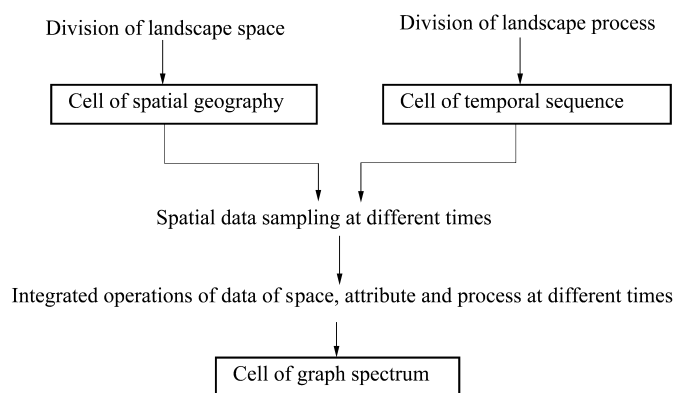 Division of landscape space
Division of landscape process
Cell of spatial geography
Cell of temporal sequence
Spatial data sampling at different times
Integrated operations of data of space, attribute and process at different times
Cell of graph spectrum